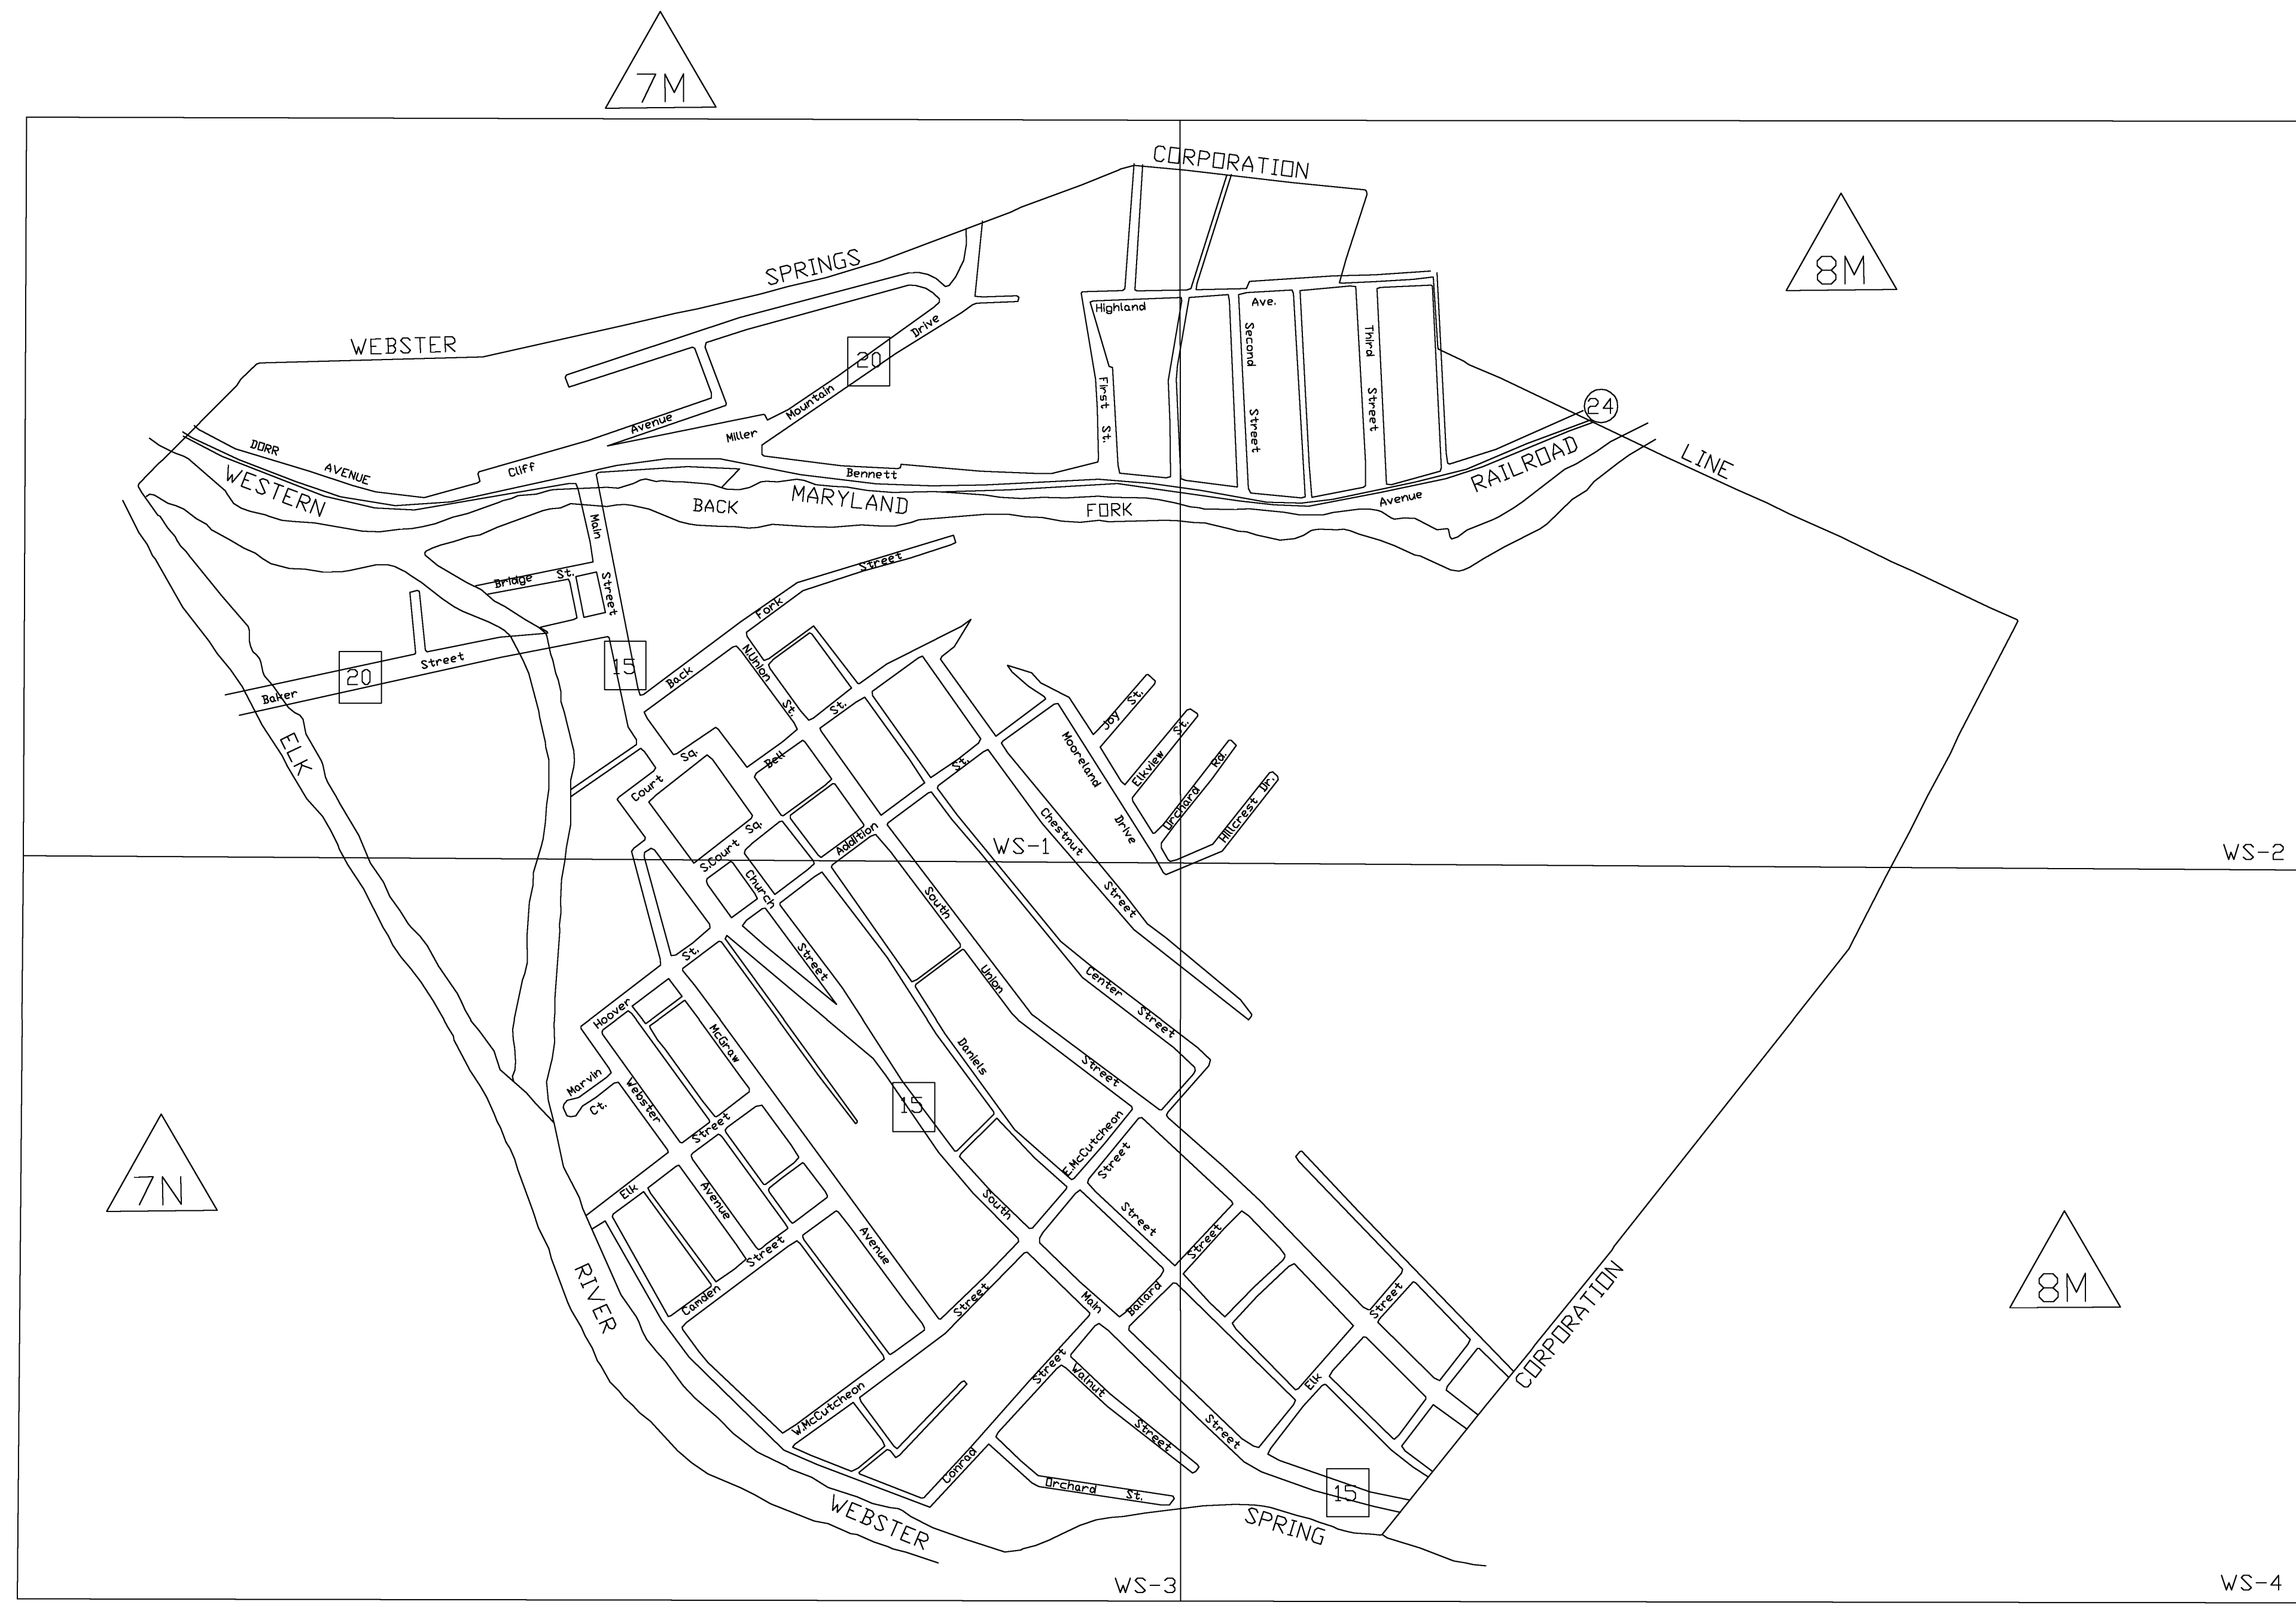 7M
CORPORATION
8M
SPRINGS
WEBSTER
Highland Ave.
Mountain Drive
20
Second Street
Third Street
First St.
24
Cliff Avenue
Miller
DORR AVENUE
Bennett Avenue
WESTERN MARYLAND RAILROAD
LINE
BACK FORK
Main Street
Bridge St.
Back Fork Street
Baker Street
20
15
N.Union St.
Bell St.
Court Sq.
ELK
Mooreland Drive
Joy St.
Elkview St.
Orchard Rd.
Hillcrest Dr.
S.Court Sq.
Addition St.
Chestnut Street
WS-1
WS-2
Church Street
South Union Street
Center Street
Hoover St.
McGraw Avenue
Daniels Street
Marvin Ct.
Webster Avenue
15
E.McCutcheon Street
7N
Elk Street
South Main Street
Ballard Street
Camden Street
RIVER
8M
CORPORATION
Elk Street
W.McCutcheon Street
Walnut Street
Conrad Street
Orchard St.
15
WEBSTER SPRING
WS-3
WS-4